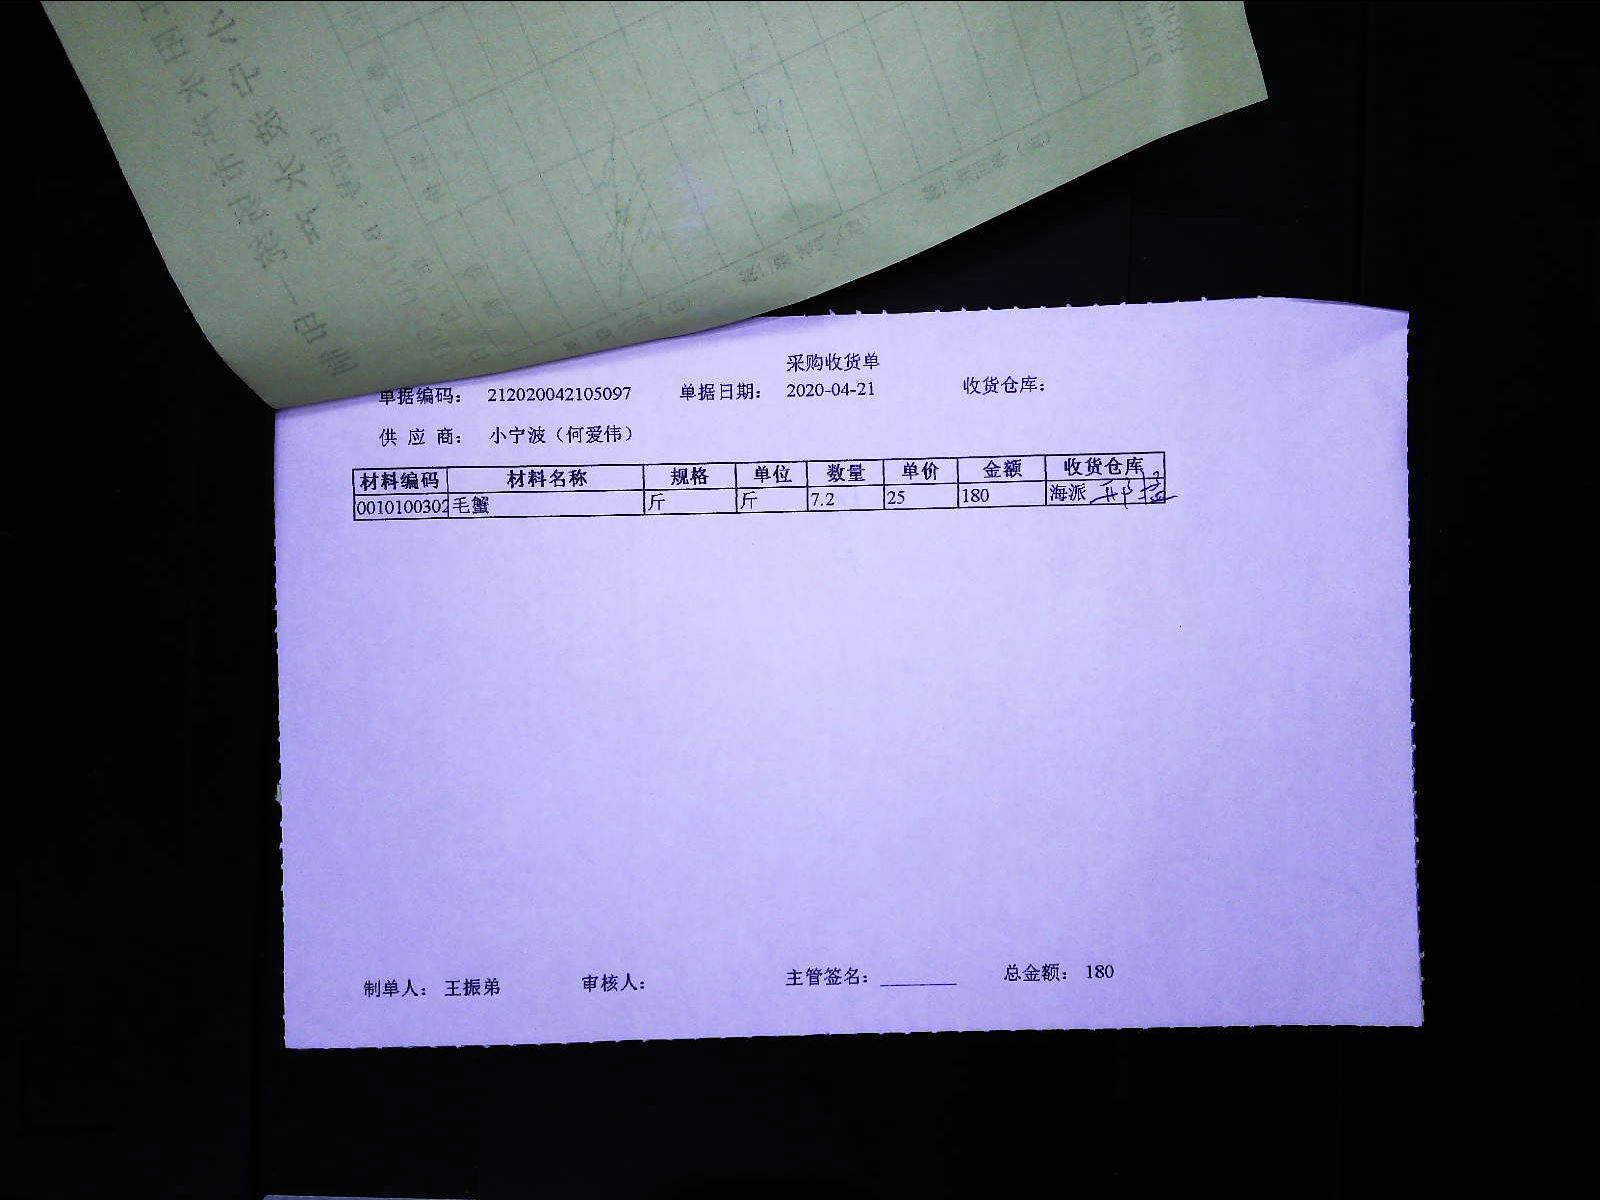 采购收货单
单据编码： 212020042105097 单据日期： 2020-04-21 收货仓库：
供 应 商： 小宁波（何爱伟）
材料编码 材料名称 规格 单位 数量 单价 金额 收货仓库
0010100302 毛蟹 斤 斤 7.2 25 180 海派
制单人： 王振弟 审核人： 主管签名： ________ 总金额： 180